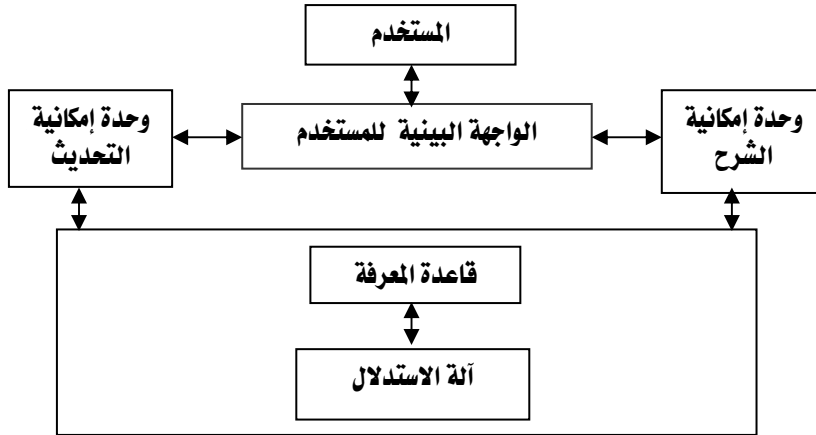 المستخدم
وحدة إمكانية
الشرح
الواجهة البينية للمستخدم
وحدة إمكانية
التحديث
قاعدة المعرفة
آلة الاستدلال